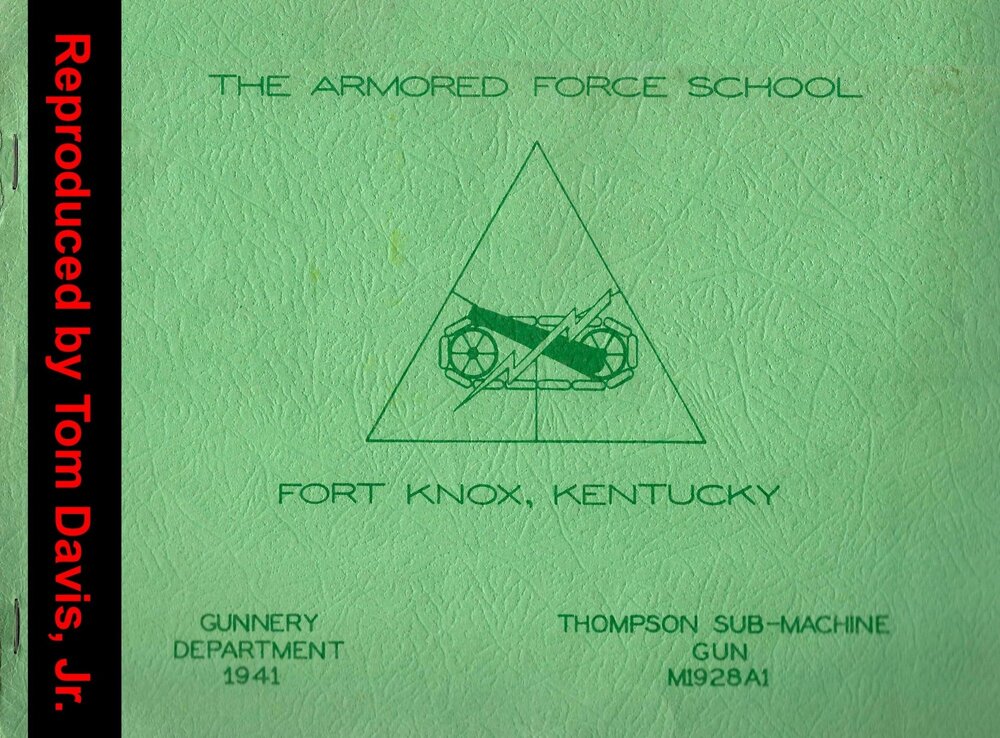 Reproduced by Tom Davis, Jr.
THE ARMORED FORCE SCHOOL
FORT KNOX, KENTUCKY
GUNNERY
DEPARTMENT
1941
THOMPSON SUB-MACHINE
GUN
M1928A1